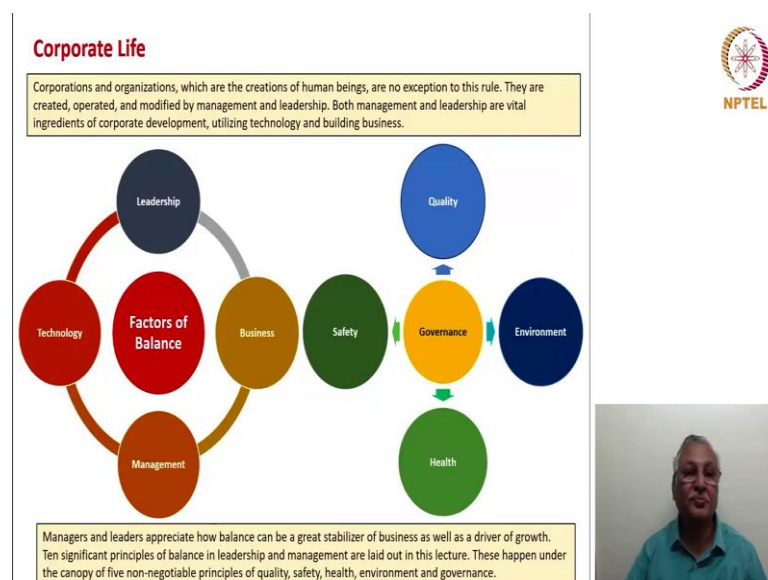 Corporate Life
NPTEL
Corporations and organizations, which are the creations of human beings, are no exception to this rule. They are
created, operated, and modified by management and leadership. Both management and leadership are vital
ingredients of corporate development, utilizing technology and building business.
Leadership
Quality
Technology
Factors of
Balance
Business
Safety
Governance
Environment
Management
Health
Managers and leaders appreciate how balance can be a great stabilizer of business as well as a driver of growth.
Ten significant principles of balance in leadership and management are laid out in this lecture. These happen under
the canopy of five non-negotiable principles of quality, safety, health, environment and governance.